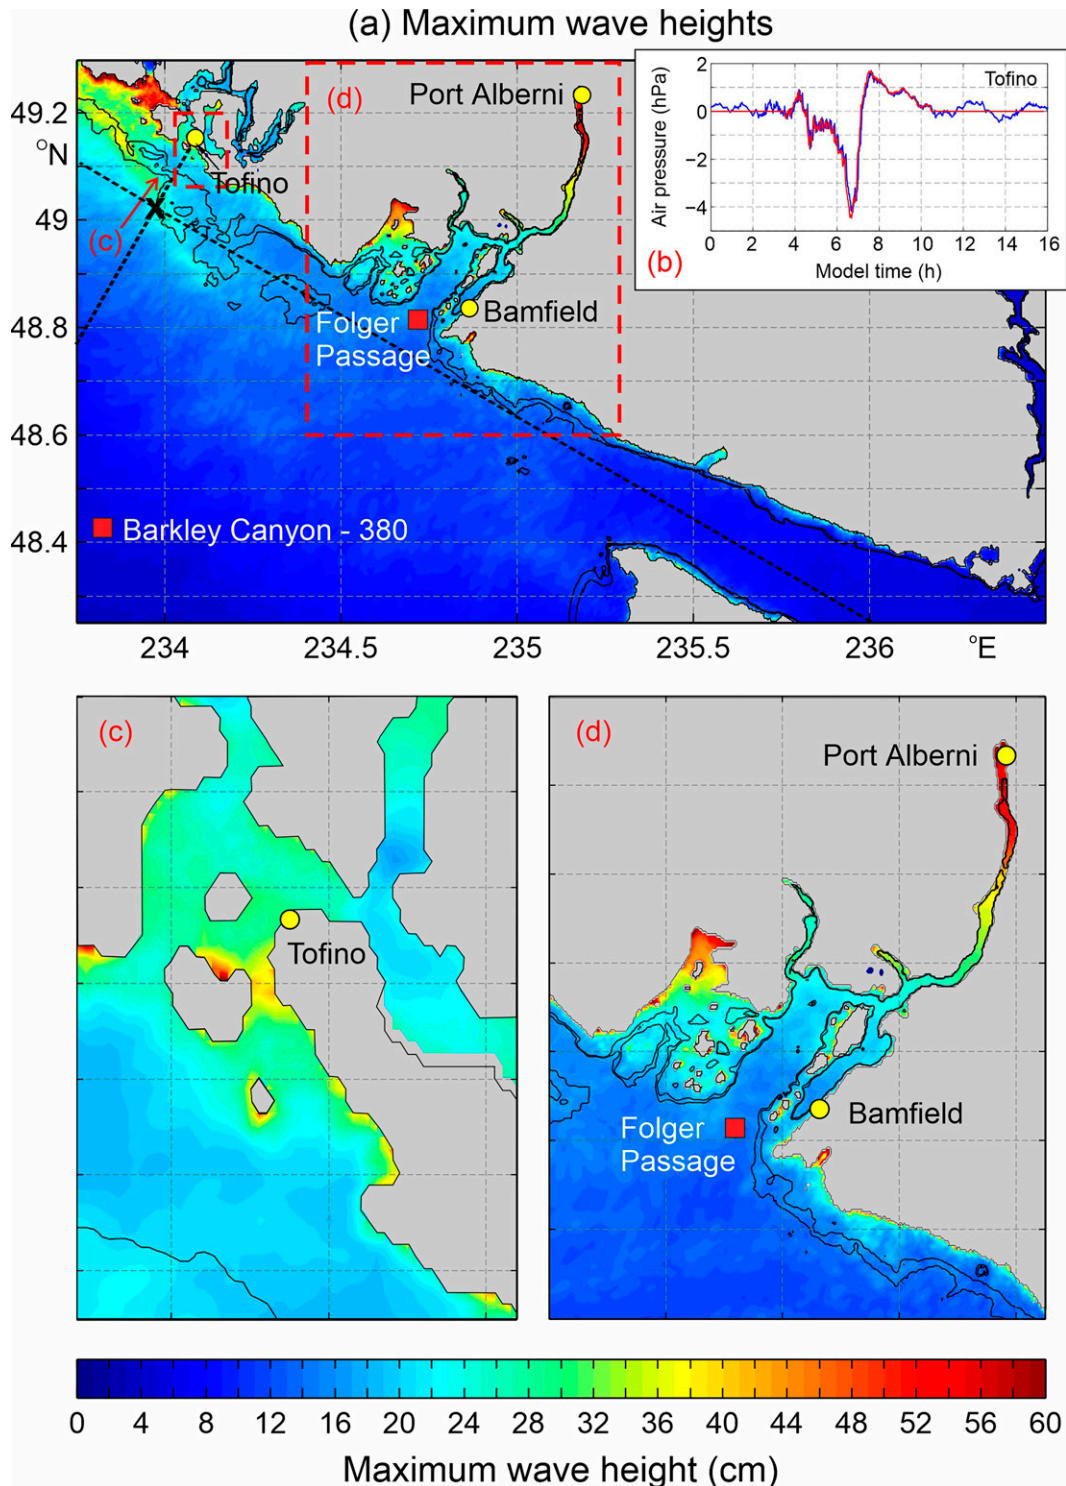 (a) Maximum wave heights
49.2
°N
49
48.8
48.6
48.4
234
234.5
235
235.5
236
°E
(d)
Port Alberni
Tofino
(c)
Bamfield
Folger
Passage
Barkley Canyon - 380
Tofino
Air pressure (hPa)
2
0
−2
−4
0 2 4 6 8 10 12 14 16
(b)
Model time (h)
(c)
Tofino
(d)
Port Alberni
Bamfield
Folger
Passage
0 4 8 12 16 20 24 28 32 36 40 44 48 52 56 60
Maximum wave height (cm)